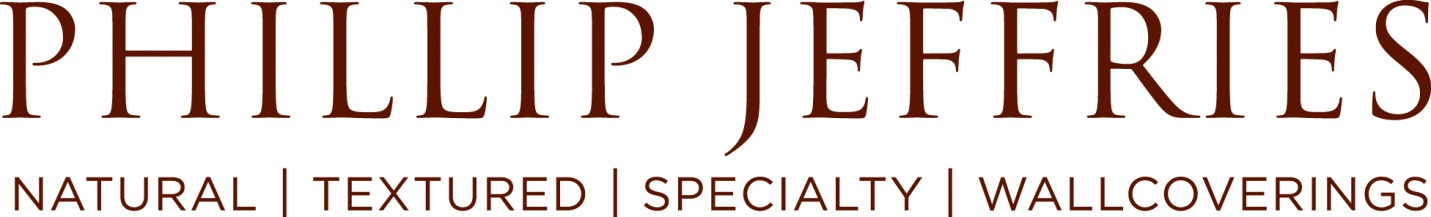 PHILLIP JEFFRIES
NATURAL | TEXTURED | SPECIALTY | WALLCOVERINGS